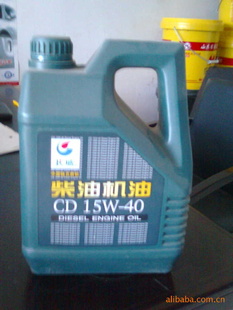 长城
柴油机油
CD 15W-40
DIESEL ENGINE OIL
alibaba.com.cn